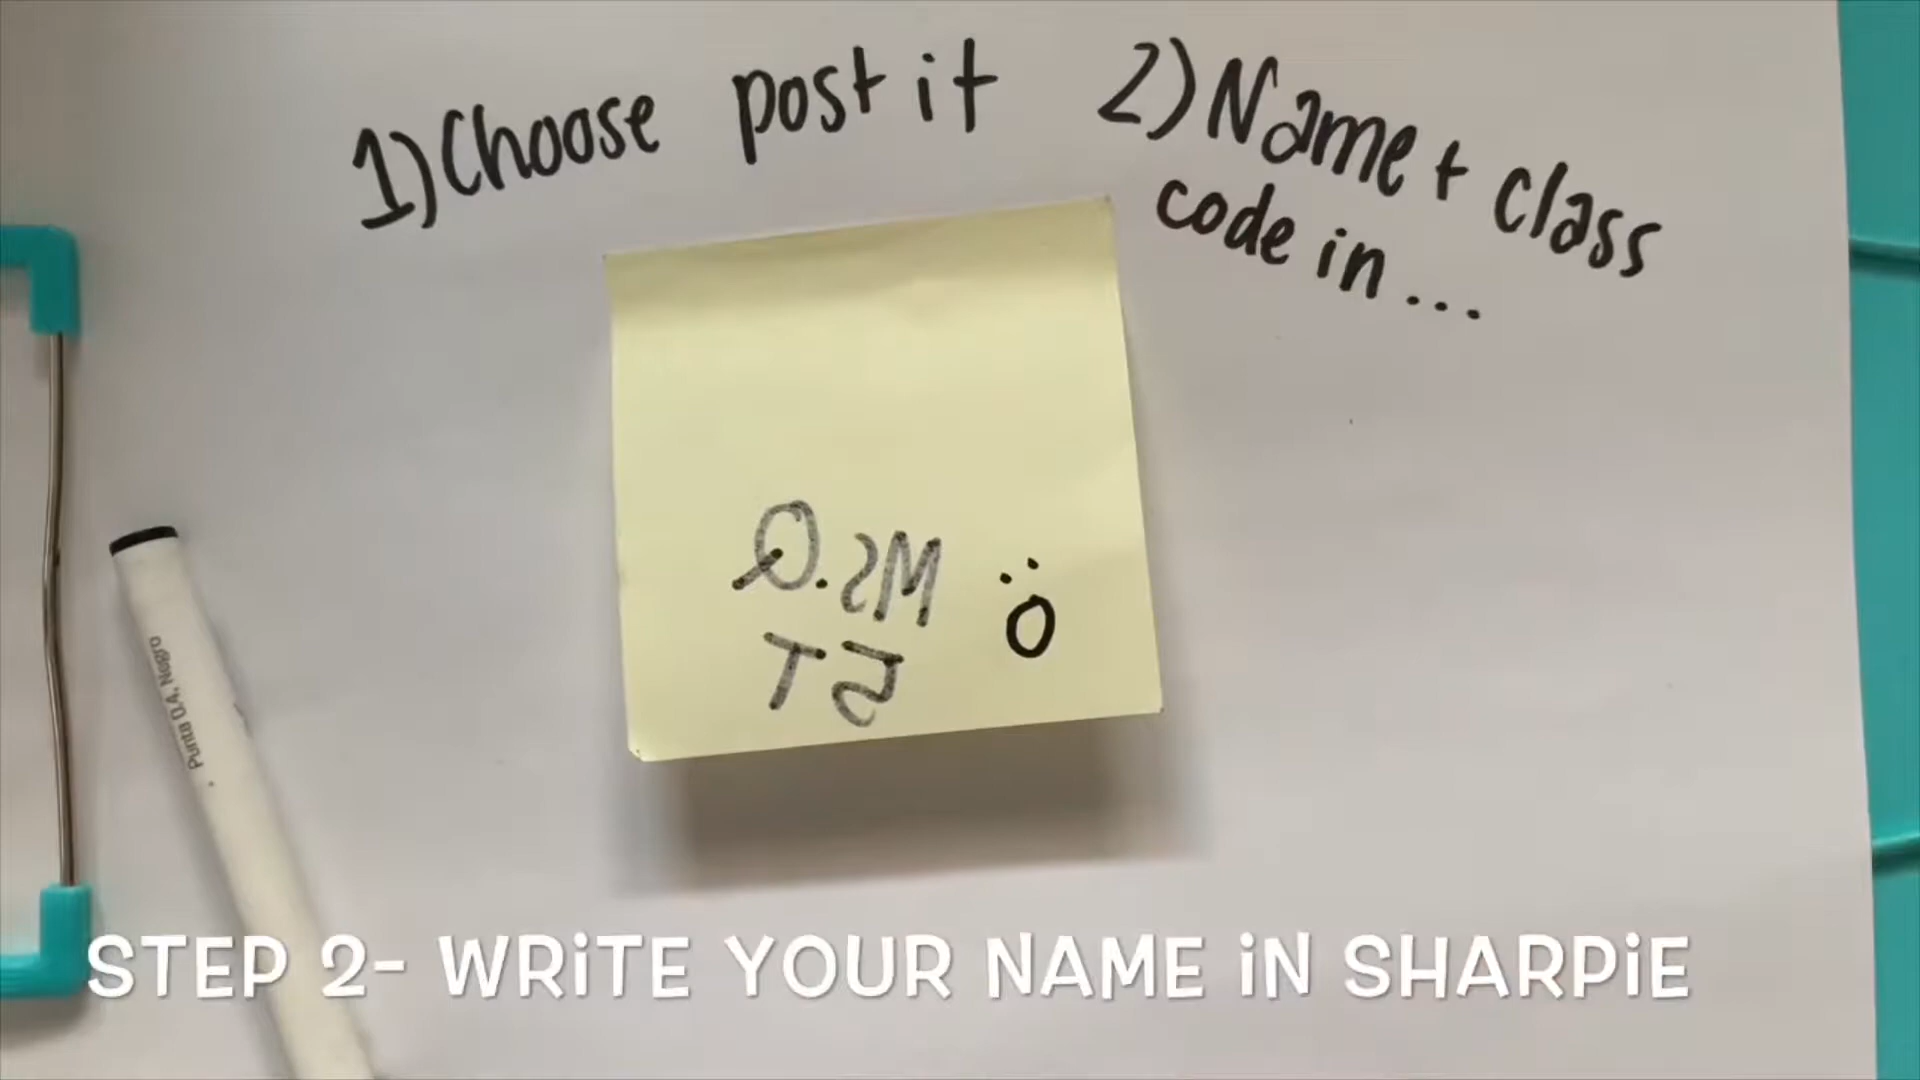 1) Choose post it
2) Name + class
code in...
Ms. Q
T5
Punta 0.4, Negro
STEP 2- WRITE YOUR NAME IN SHARPIE